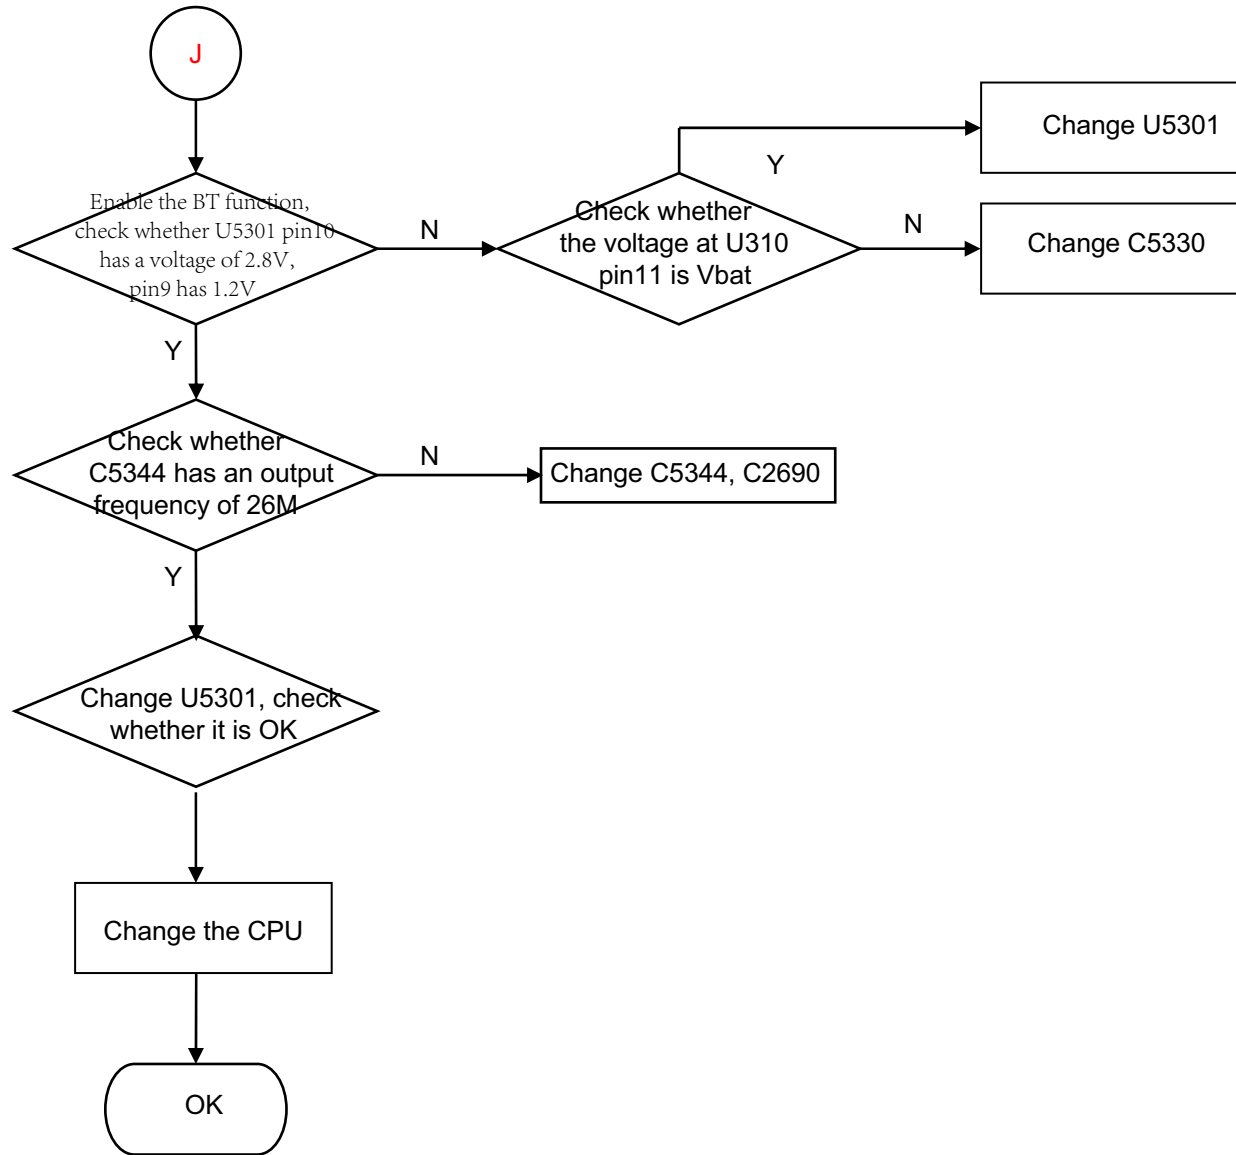 J
Enable the BT function,
check whether U5301 pin10
has a voltage of 2.8V,
pin9 has 1.2V
N
Check whether
the voltage at U310
pin11 is Vbat
Y
Change U5301
N
Change C5330
Y
Check whether
C5344 has an output
frequency of 26M
N
Change C5344, C2690
Y
Change U5301, check
whether it is OK
Change the CPU
OK